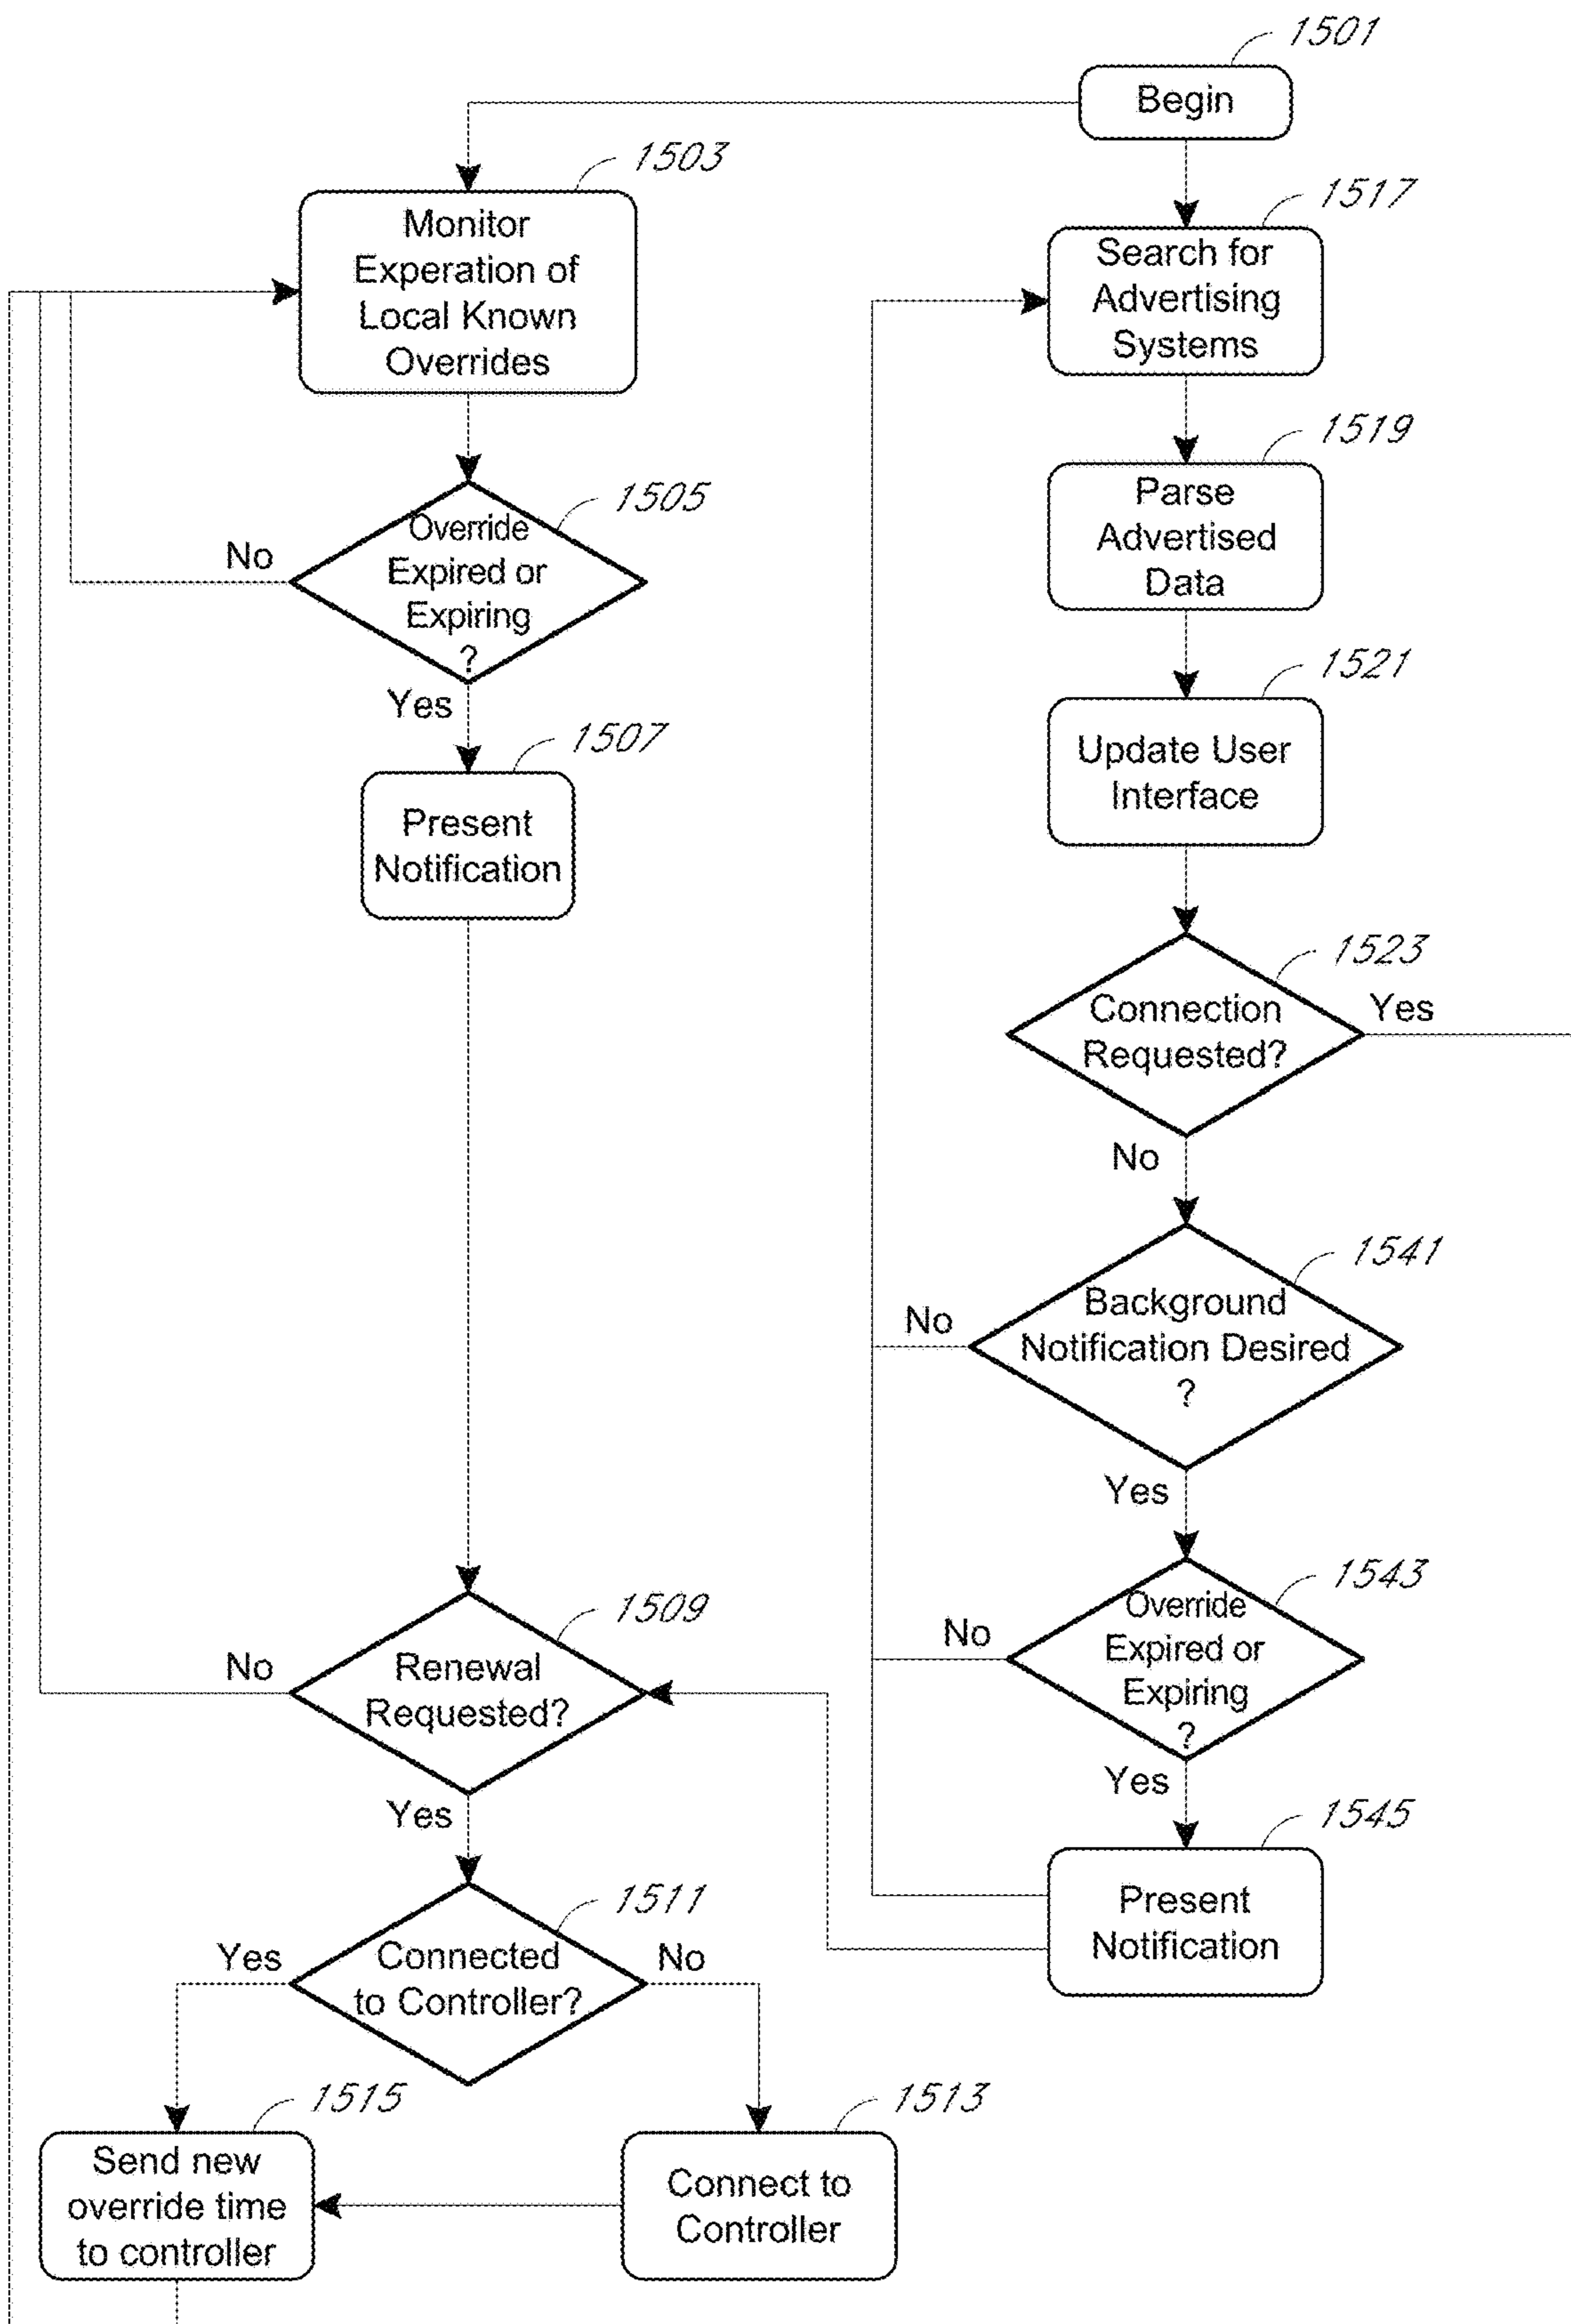 1501
Begin
1503
Monitor
Experation of
Local Known
Overrides
1517
Search for
Advertising
Systems
1519
Parse
Advertised
Data
1505
Override
Expired or
Expiring
?
No
Yes
1521
Update User
Interface
1507
Present
Notification
1523
Connection
Requested?
Yes
No
1541
Background
Notification Desired
?
No
Yes
1543
Override
Expired or
Expiring
?
No
Yes
1509
Renewal
Requested?
No
Yes
1545
Present
Notification
1511
Connected
to Controller?
Yes
No
1515
Send new
override time
to controller
1513
Connect to
Controller